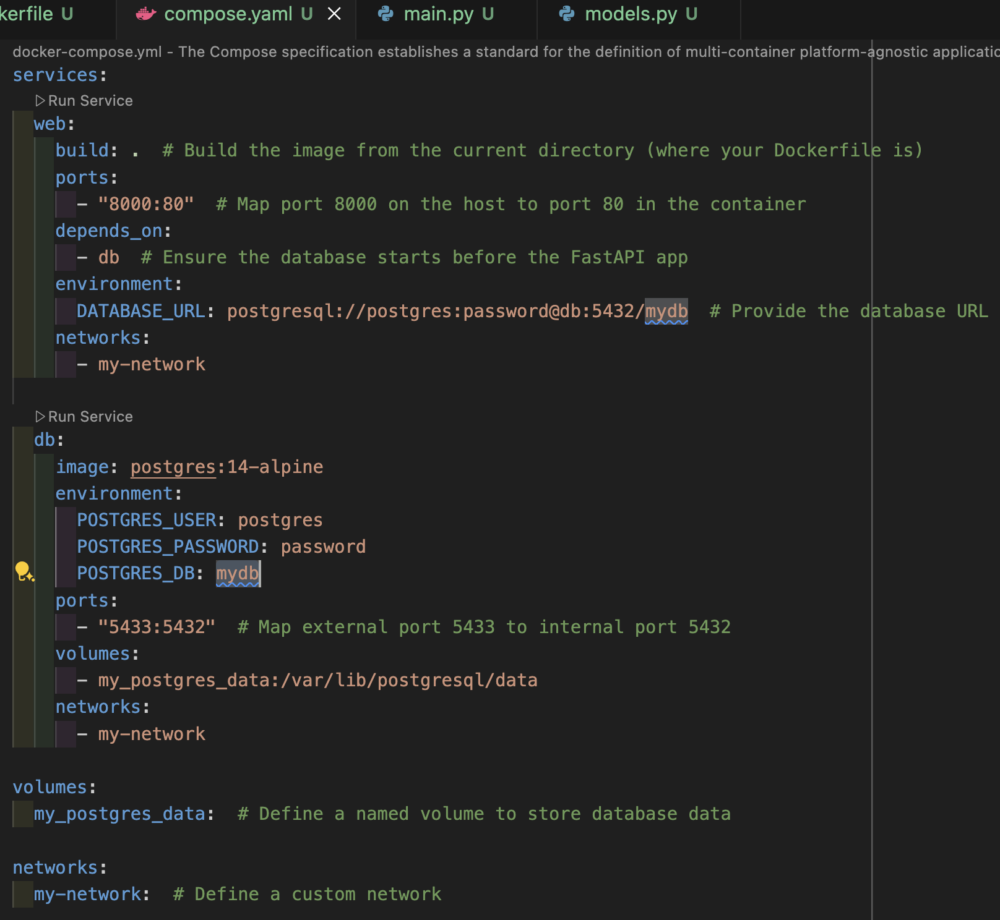 kerfile U compose.yaml U main.py U models.py U
docker-compose.yml - The Compose specification establishes a standard for the definition of multi-container platform-agnostic applicatio
services:
Run Service
web:
build: . # Build the image from the current directory (where your Dockerfile is)
ports:
- "8000:80" # Map port 8000 on the host to port 80 in the container
depends_on:
- db # Ensure the database starts before the FastAPI app
environment:
DATABASE_URL: postgresql://postgres:password@db:5432/mydb # Provide the database URL
networks:
- my-network
Run Service
db:
image: postgres:14-alpine
environment:
POSTGRES_USER: postgres
POSTGRES_PASSWORD: password
POSTGRES_DB: mydb
ports:
- "5433:5432" # Map external port 5433 to internal port 5432
volumes:
- my_postgres_data:/var/lib/postgresql/data
networks:
- my-network
volumes:
my_postgres_data: # Define a named volume to store database data
networks:
my-network: # Define a custom network